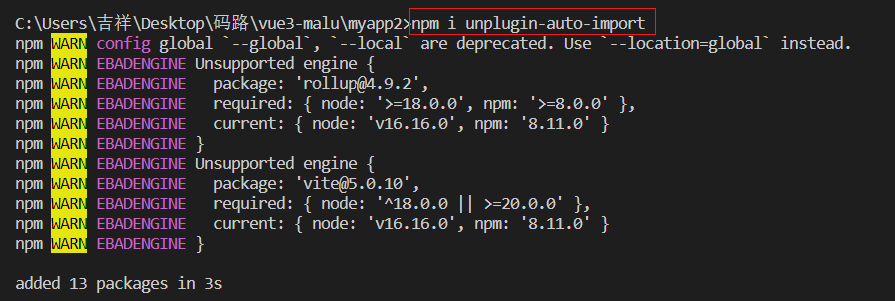 C:\Users\吉祥\Desktop\码路\vue3-malu\myapp2>npm i unplugin-auto-import
npm WARN config global `--global`, `--local` are deprecated. Use `--location=global` instead.
npm WARN EBADENGINE Unsupported engine {
npm WARN EBADENGINE   package: 'rollup@4.9.2',
npm WARN EBADENGINE   required: { node: '>=18.0.0', npm: '>=8.0.0' },
npm WARN EBADENGINE   current: { node: 'v16.16.0', npm: '8.11.0' }
npm WARN EBADENGINE }
npm WARN EBADENGINE Unsupported engine {
npm WARN EBADENGINE   package: 'vite@5.0.10',
npm WARN EBADENGINE   required: { node: '^18.0.0 || >=20.0.0' },
npm WARN EBADENGINE   current: { node: 'v16.16.0', npm: '8.11.0' }
npm WARN EBADENGINE }
added 13 packages in 3s